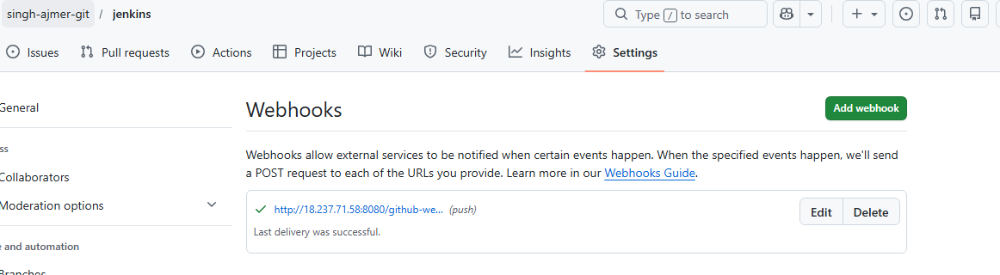 singh-ajmer-git / jenkins
Type / to search
Issues Pull requests Actions Projects Wiki Security Insights Settings
General
Webhooks
Add webhook
ss
Webhooks allow external services to be notified when certain events happen. When the specified events happen, we'll send
a POST request to each of the URLs you provide. Learn more in our Webhooks Guide.
Collaborators
Moderation options
http://18.237.71.58:8080/github-we... (push)
Edit Delete
Last delivery was successful.
e and automation
Branches